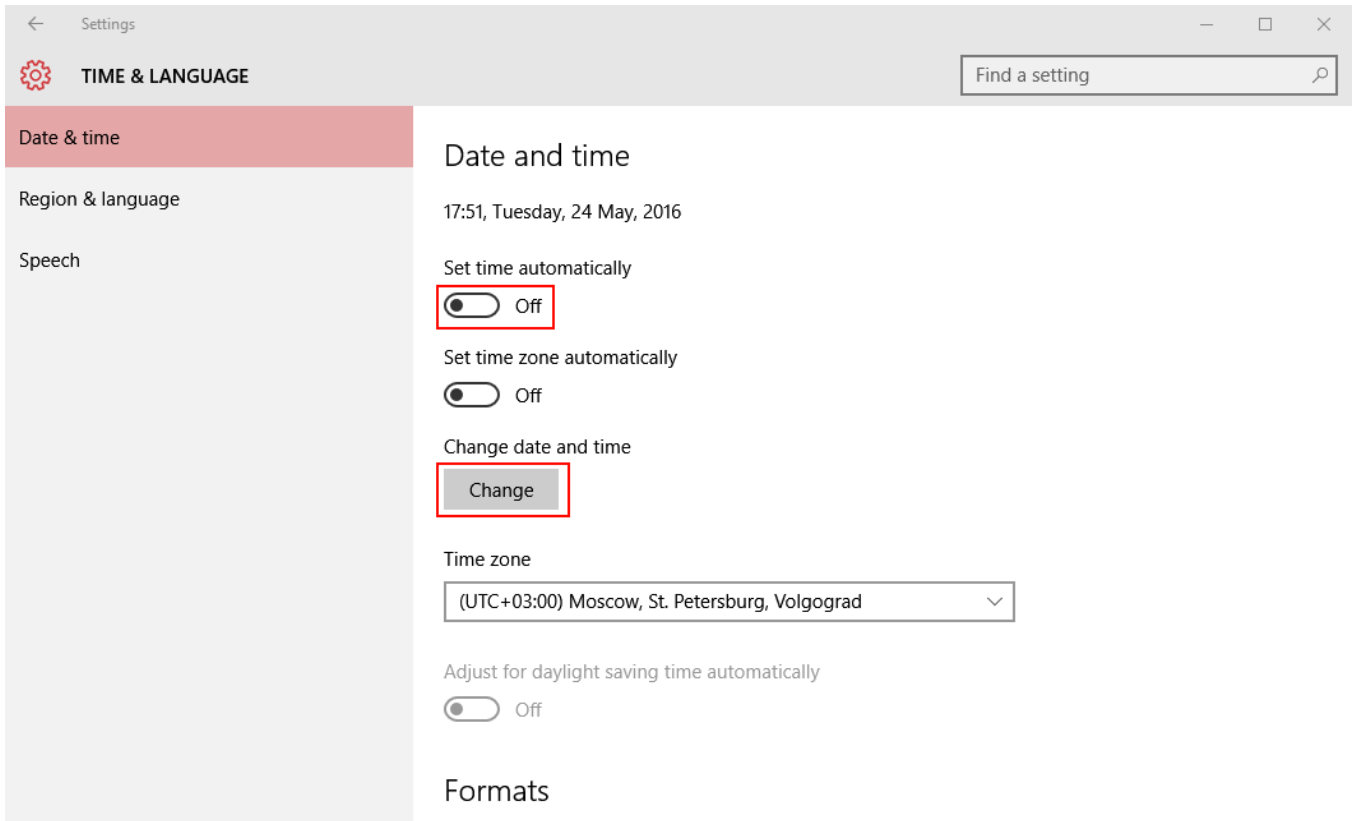 Settings
TIME & LANGUAGE
Find a setting
Date & time
Region & language
Speech
Date and time
17:51, Tuesday, 24 May, 2016
Set time automatically
Off
Set time zone automatically
Off
Change date and time
Change
Time zone
(UTC+03:00) Moscow, St. Petersburg, Volgograd
Adjust for daylight saving time automatically
Off
Formats